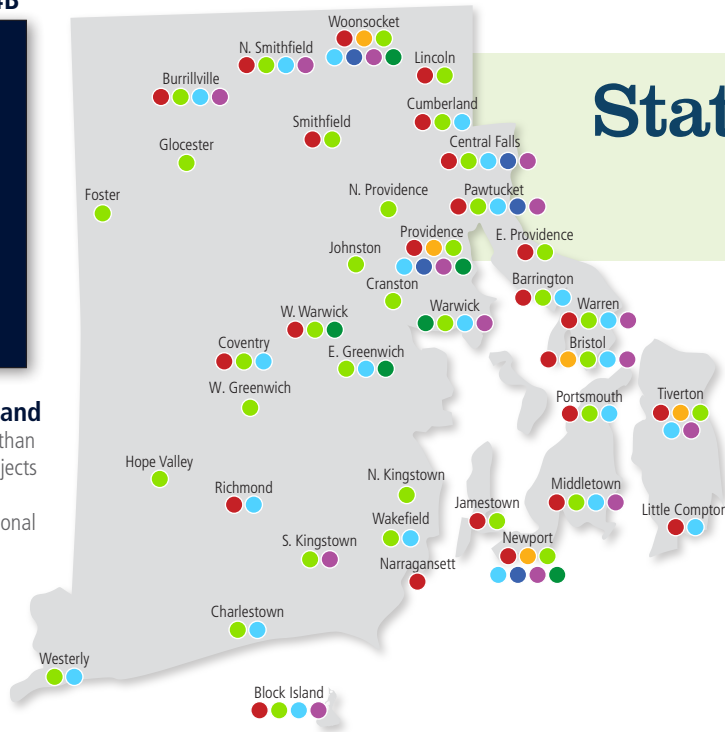 4B
Stat
and
than
jects
onal
Woonsocket
N. Smithfield
Lincoln
Burrillville
Cumberland
Smithfield
Central Falls
Glocester
Foster
N. Providence
Pawtucket
Providence
E. Providence
Johnston
Cranston
Barrington
W. Warwick
Warwick
Warren
Coventry
E. Greenwich
Bristol
W. Greenwich
Portsmouth
Tiverton
Hope Valley
Richmond
N. Kingstown
Jamestown
Middletown
Little Compton
Wakefield
S. Kingstown
Newport
Narragansett
Charlestown
Westerly
Block Island